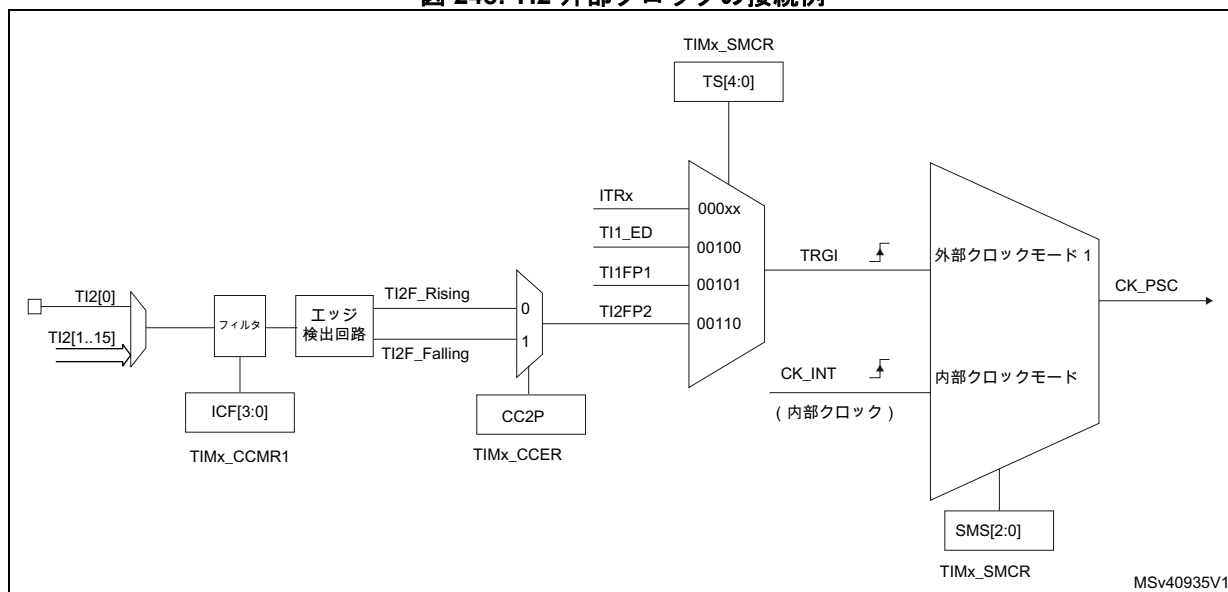 TI2 外部クロックの接続例
TIMx_SMCR
TS[4:0]
ITRx
000xx
TI1_ED
00100
TI1FP1
00101
TI2FP2
00110
TRGI
外部クロックモード 1
CK_PSC
TI2[0]
TI2[1..15]
フィルタ
エッジ
検出回路
TI2F_Rising
0
1
TI2F_Falling
CK_INT
内部クロックモード
( 内部クロック )
ICF[3:0]
TIMx_CCMR1
CC2P
TIMx_CCER
SMS[2:0]
TIMx_SMCR
MSv40935V1